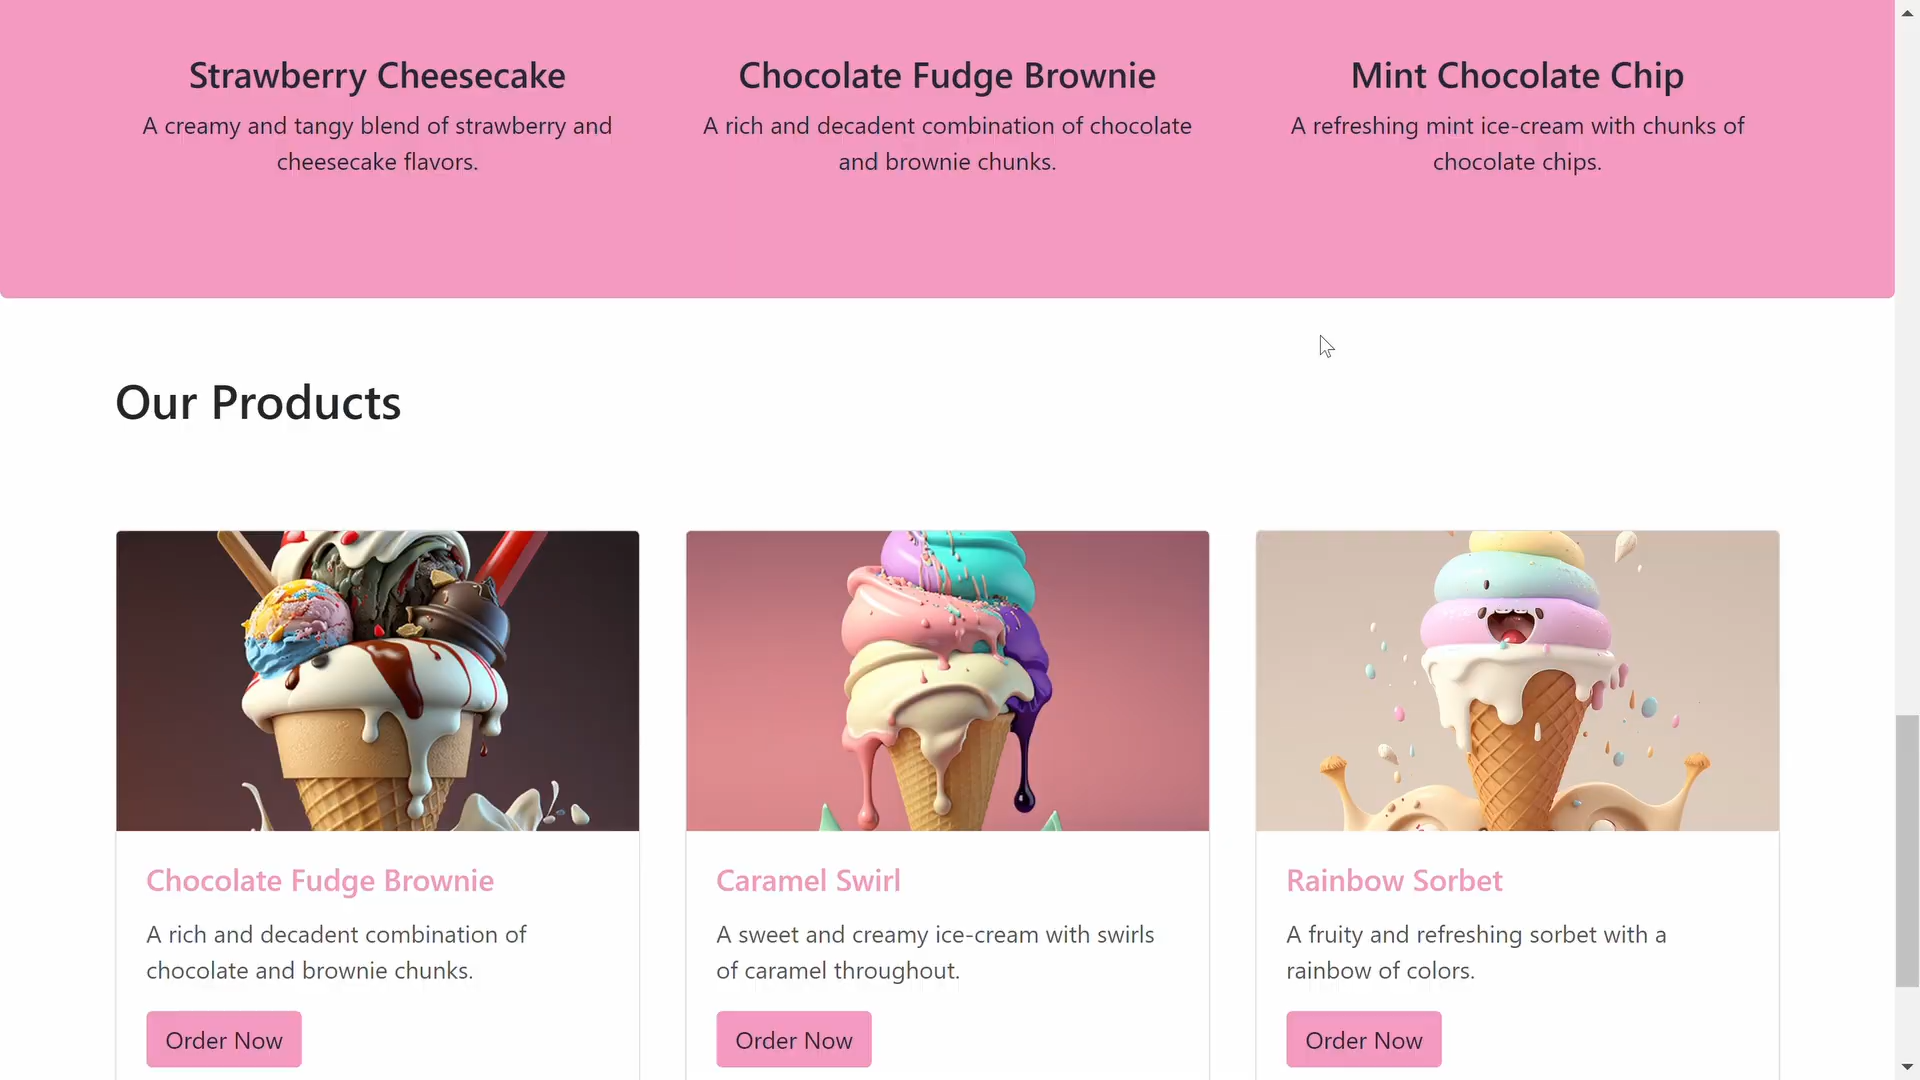 Strawberry Cheesecake
A creamy and tangy blend of strawberry and
cheesecake flavors.
Chocolate Fudge Brownie
A rich and decadent combination of chocolate
and brownie chunks.
Mint Chocolate Chip
A refreshing mint ice-cream with chunks of
chocolate chips.
Our Products
Chocolate Fudge Brownie
A rich and decadent combination of
chocolate and brownie chunks.
Order Now
Caramel Swirl
A sweet and creamy ice-cream with swirls
of caramel throughout.
Order Now
Rainbow Sorbet
A fruity and refreshing sorbet with a
rainbow of colors.
Order Now